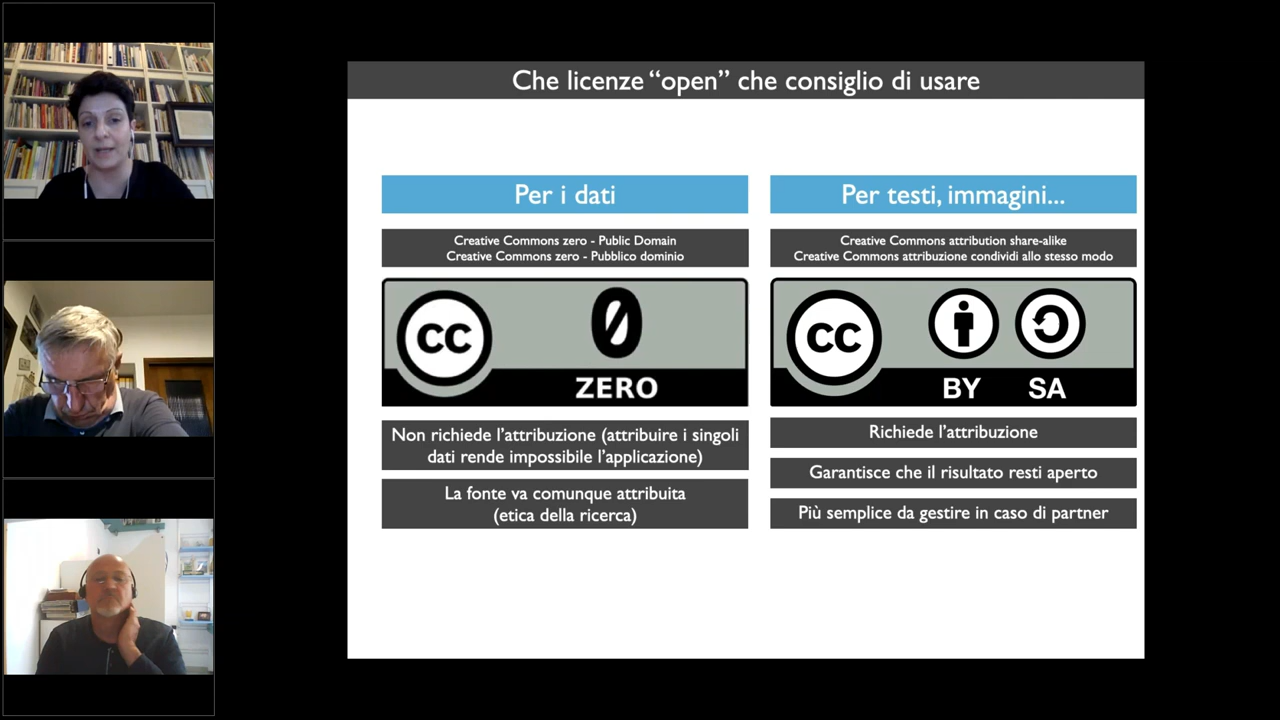 Che licenze “open” che consiglio di usare
Per i dati
Creative Commons zero - Public Domain
Creative Commons zero - Pubblico dominio
CC
0
ZERO
Non richiede l’attribuzione (attribuire i singoli
dati rende impossibile l’applicazione)
La fonte va comunque attribuita
(etica della ricerca)
Per testi, immagini...
Creative Commons attribution share-alike
Creative Commons attribuzione condividi allo stesso modo
CC
BY SA
Richiede l’attribuzione
Garantisce che il risultato resti aperto
Più semplice da gestire in caso di partner